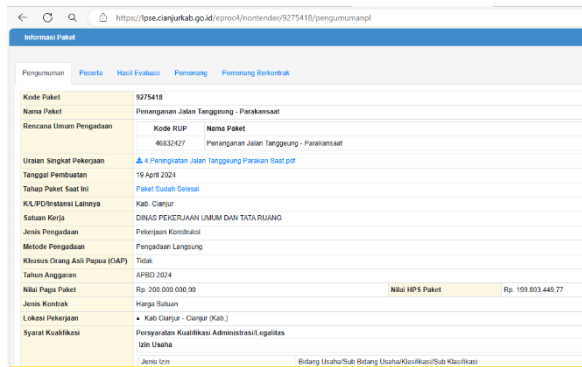 https://lpse.cianjurkab.go.id/eproc4/nontender/9275418/pengumumanpl
Informasi Paket
Pengumuman Peserta Hasil Evaluasi Pemenang Pemenang Berkontrak
Kode Paket 9275418
Nama Paket Penanganan Jalan Tanggeung - Parakansaat
Rencana Umum Pengadaan Kode RUP Nama Paket
46832427 Penanganan Jalan Tanggeung - Parakansaat
Uraian Singkat Pekerjaan 4.Peningkatan Jalan Tanggeung Parakan Saat.pdf
Tanggal Pembuatan 19 April 2024
Tahap Paket Saat Ini Paket Sudah Selesai
K/L/PD/Instansi Lainnya Kab. Cianjur
Satuan Kerja DINAS PEKERJAAN UMUM DAN TATA RUANG
Jenis Pengadaan Pekerjaan Konstruksi
Metode Pengadaan Pengadaan Langsung
Khusus Orang Asli Papua (OAP) Tidak
Tahun Anggaran APBD 2024
Nilai Pagu Paket Rp. 200.000.000,00 Nilai HPS Paket Rp. 199.803.449,77
Jenis Kontrak Harga Satuan
Lokasi Pekerjaan Kab.Cianjur - Cianjur (Kab.)
Syarat Kualifikasi Persyaratan Kualifikasi Administrasi/Legalitas
Izin Usaha
Jenis Izin Bidang Usaha/Sub Bidang Usaha/Klasifikasi/Sub Klasifikasi